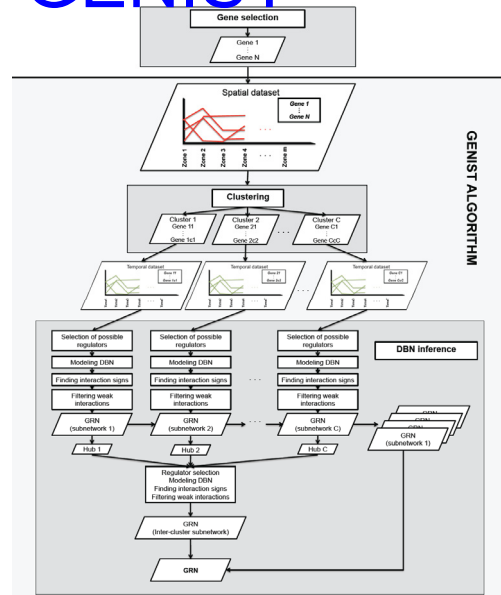 GENIST
Gene selection
Gene 1
⋮
Gene N
Spatial dataset
Gene 1
⋮
Gene N
. . .
Zone 1
Zone 2
Zone 3
Zone 4
. . .
Zone m
GENIST ALGORITHM
Clustering
Cluster 1
Gene 11
⋮
Gene 1c1
Cluster 2
Gene 21
⋮
Gene 2c2
. . .
Cluster C
Gene C1
⋮
Gene CcC
Temporal dataset
Temporal dataset
Temporal dataset
. . .
DBN inference
Selection of possible
regulators
Modeling DBN
Finding interaction signs
Filtering weak
interactions
GRN
(subnetwork 1)
Hub 1
Selection of possible
regulators
Modeling DBN
Finding interaction signs
Filtering weak
interactions
GRN
(subnetwork 2)
Hub 2
. . .
Selection of possible
regulators
Modeling DBN
Finding interaction signs
Filtering weak
interactions
GRN
(subnetwork C)
Hub C
GRN
(subnetwork 1)
Regulator selection
Modeling DBN
Finding interaction signs
Filtering weak interactions
GRN
(Inter-cluster subnetwork)
GRN